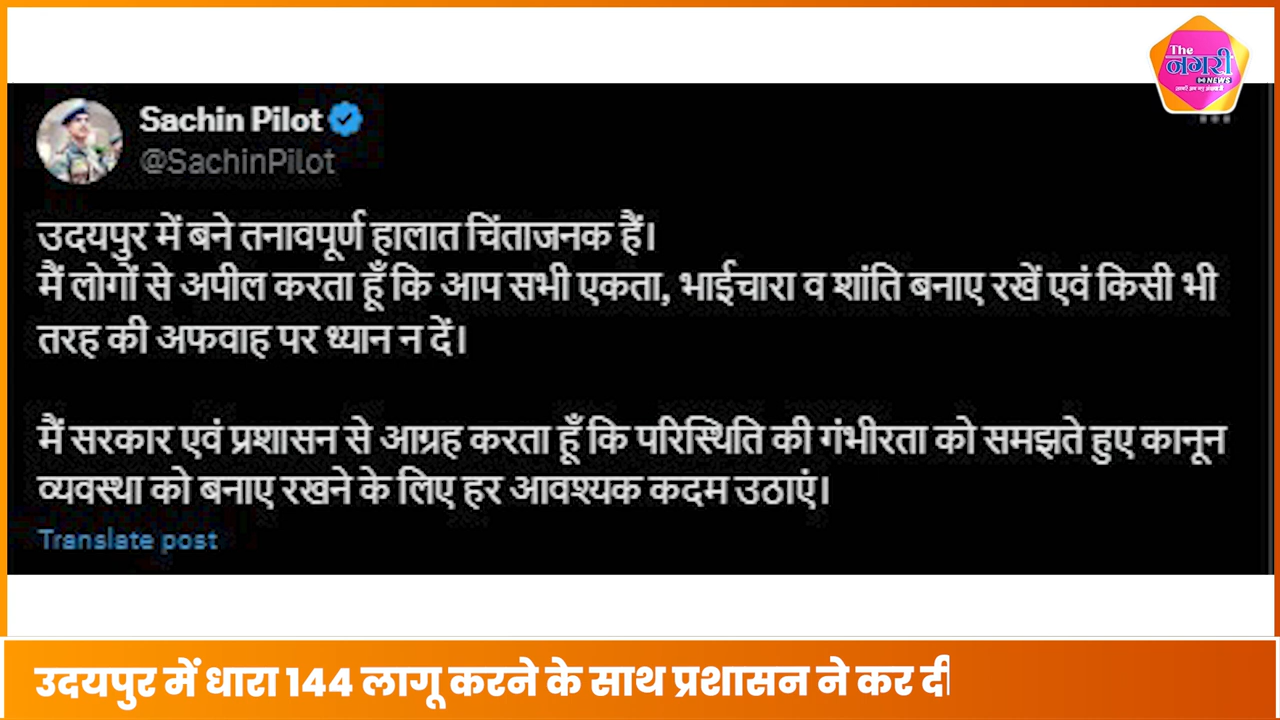 The
नगरी
NEWS
Sachin Pilot
@SachinPilot
उदयपुर में बने तनावपूर्ण हालात चिंताजनक हैं।
मैं लोगों से अपील करता हूँ कि आप सभी एकता, भाईचारा व शांति बनाए रखें एवं किसी भी
तरह की अफवाह पर ध्यान न दें।
मैं सरकार एवं प्रशासन से आग्रह करता हूँ कि परिस्थिति की गंभीरता को समझते हुए कानून
व्यवस्था को बनाए रखने के लिए हर आवश्यक कदम उठाएं।
Translate post
उदयपुर में धारा 144 लागू करने के साथ प्रशासन ने कर दी